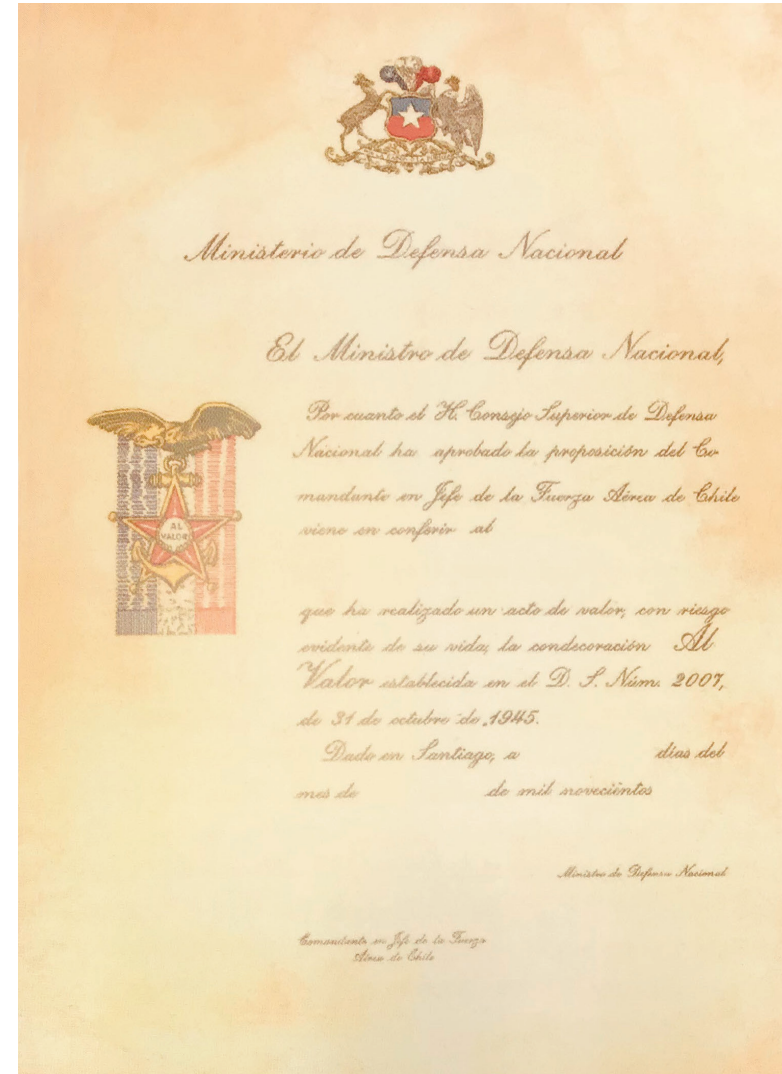 Ministerio de Defensa Nacional
El Ministro de Defensa Nacional,
Por cuanto el H. Consejo Superior de Defensa
Nacional ha aprobado la proposición del Co-
mandante en Jefe de la Fuerza Aérea de Chile
viene en conferir al
AL
VALOR
que ha realizado un acto de valor, con riesgo
evidente de su vida, la condecoración Al
Valor establecida en el D. S. Núm. 2007,
de 31 de octubre de 1945.
Dado en Santiago, a días del
mes de de mil novecientos
Ministro de Defensa Nacional
Comandante en Jefe de la Fuerza
Aérea de Chile